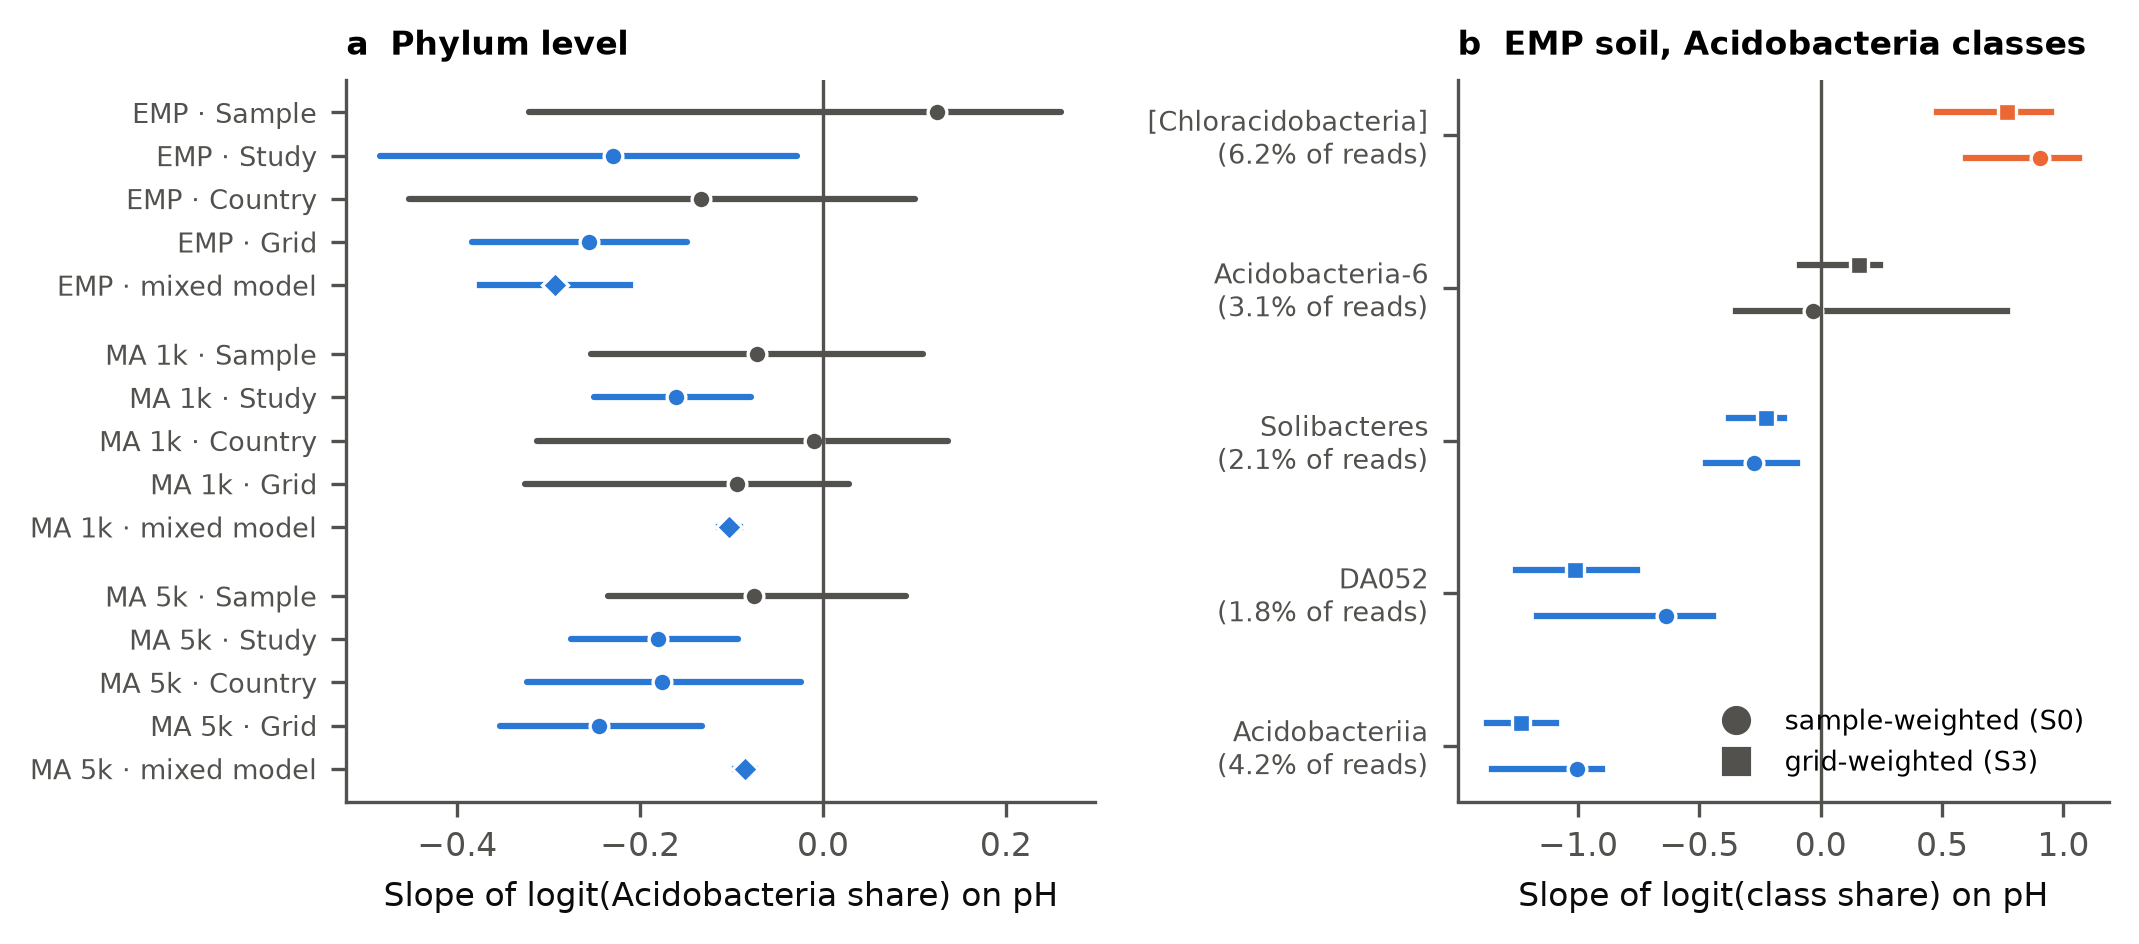 a  Phylum level
EMP · Sample
EMP · Study
EMP · Country
EMP · Grid
EMP · mixed model
MA 1k · Sample
MA 1k · Study
MA 1k · Country
MA 1k · Grid
MA 1k · mixed model
MA 5k · Sample
MA 5k · Study
MA 5k · Country
MA 5k · Grid
MA 5k · mixed model
−0.4 −0.2 0.0 0.2
Slope of logit(Acidobacteria share) on pH
b  EMP soil, Acidobacteria classes
[Chloracidobacteria]
(6.2% of reads)
Acidobacteria-6
(3.1% of reads)
Solibacteres
(2.1% of reads)
DA052
(1.8% of reads)
Acidobacteriia
(4.2% of reads)
sample-weighted (S0)
grid-weighted (S3)
−1.0 −0.5 0.0 0.5 1.0
Slope of logit(class share) on pH